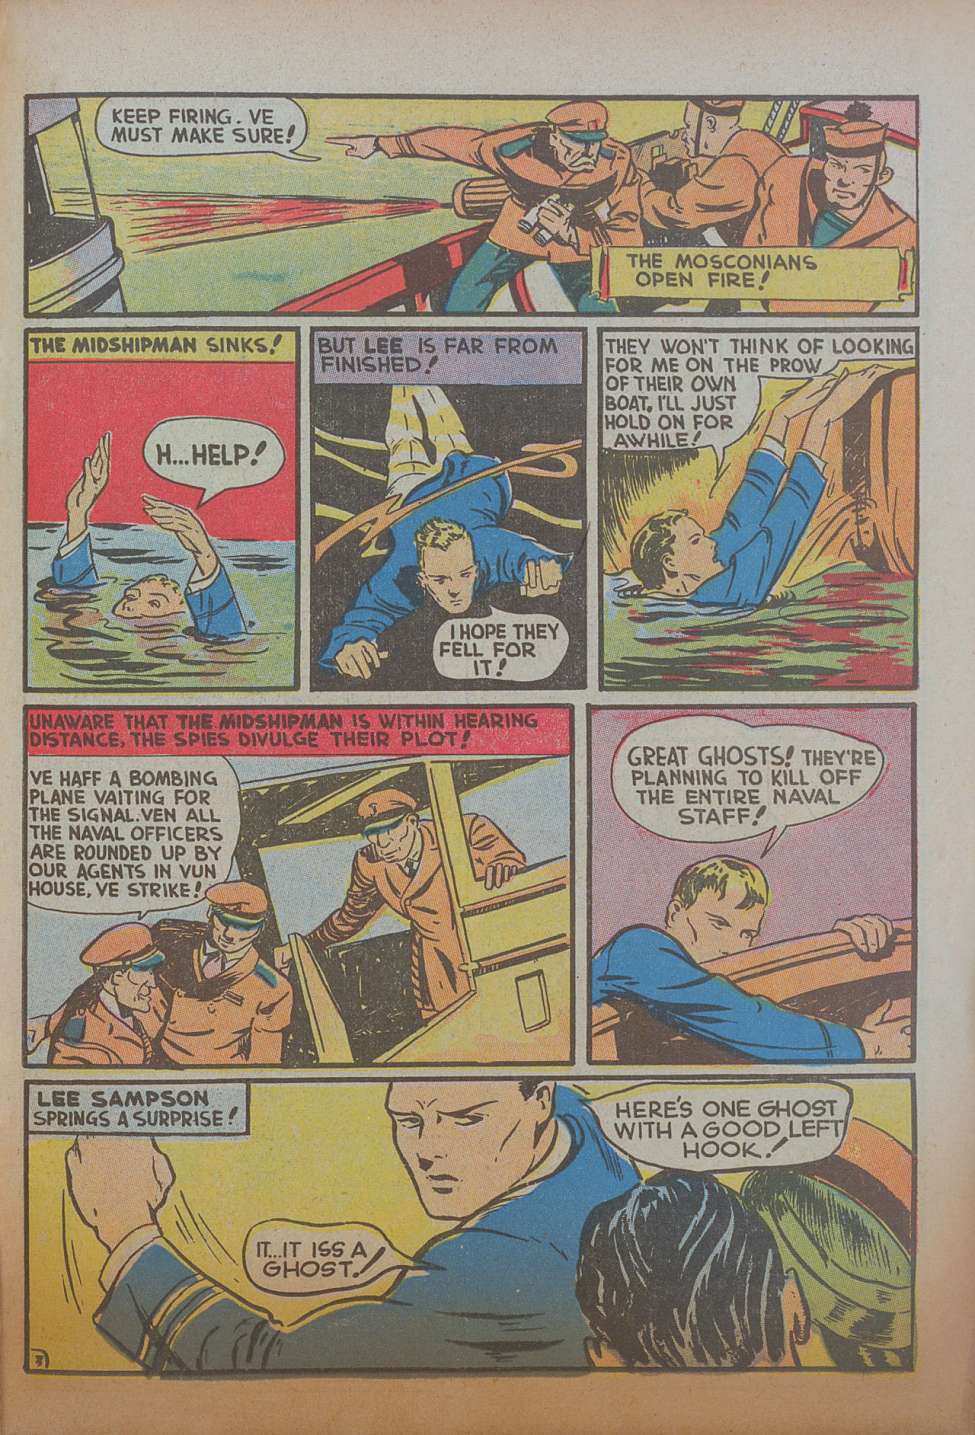 KEEP FIRING. VE
MUST MAKE SURE!
THE MOSCONIANS
OPEN FIRE!
THE MIDSHIPMAN SINKS!
H...HELP!
BUT LEE IS FAR FROM
FINISHED!
I HOPE THEY
FELL FOR
IT!
THEY WON'T THINK OF LOOKING
FOR ME ON THE PROW
OF THEIR OWN
BOAT. I'LL JUST
HOLD ON FOR
AWHILE!
UNAWARE THAT THE MIDSHIPMAN IS WITHIN HEARING
DISTANCE, THE SPIES DIVULGE THEIR PLOT!
VE HAFF A BOMBING
PLANE VAITING FOR
THE SIGNAL. VEN ALL
THE NAVAL OFFICERS
ARE ROUNDED UP BY
OUR AGENTS IN VUN
HOUSE, VE STRIKE!
GREAT GHOSTS! THEY'RE
PLANNING TO KILL OFF
THE ENTIRE NAVAL
STAFF!
LEE SAMPSON
SPRINGS A SURPRISE!
HERE'S ONE GHOST
WITH A GOOD LEFT
HOOK!
IT...IT ISS A
GHOST!